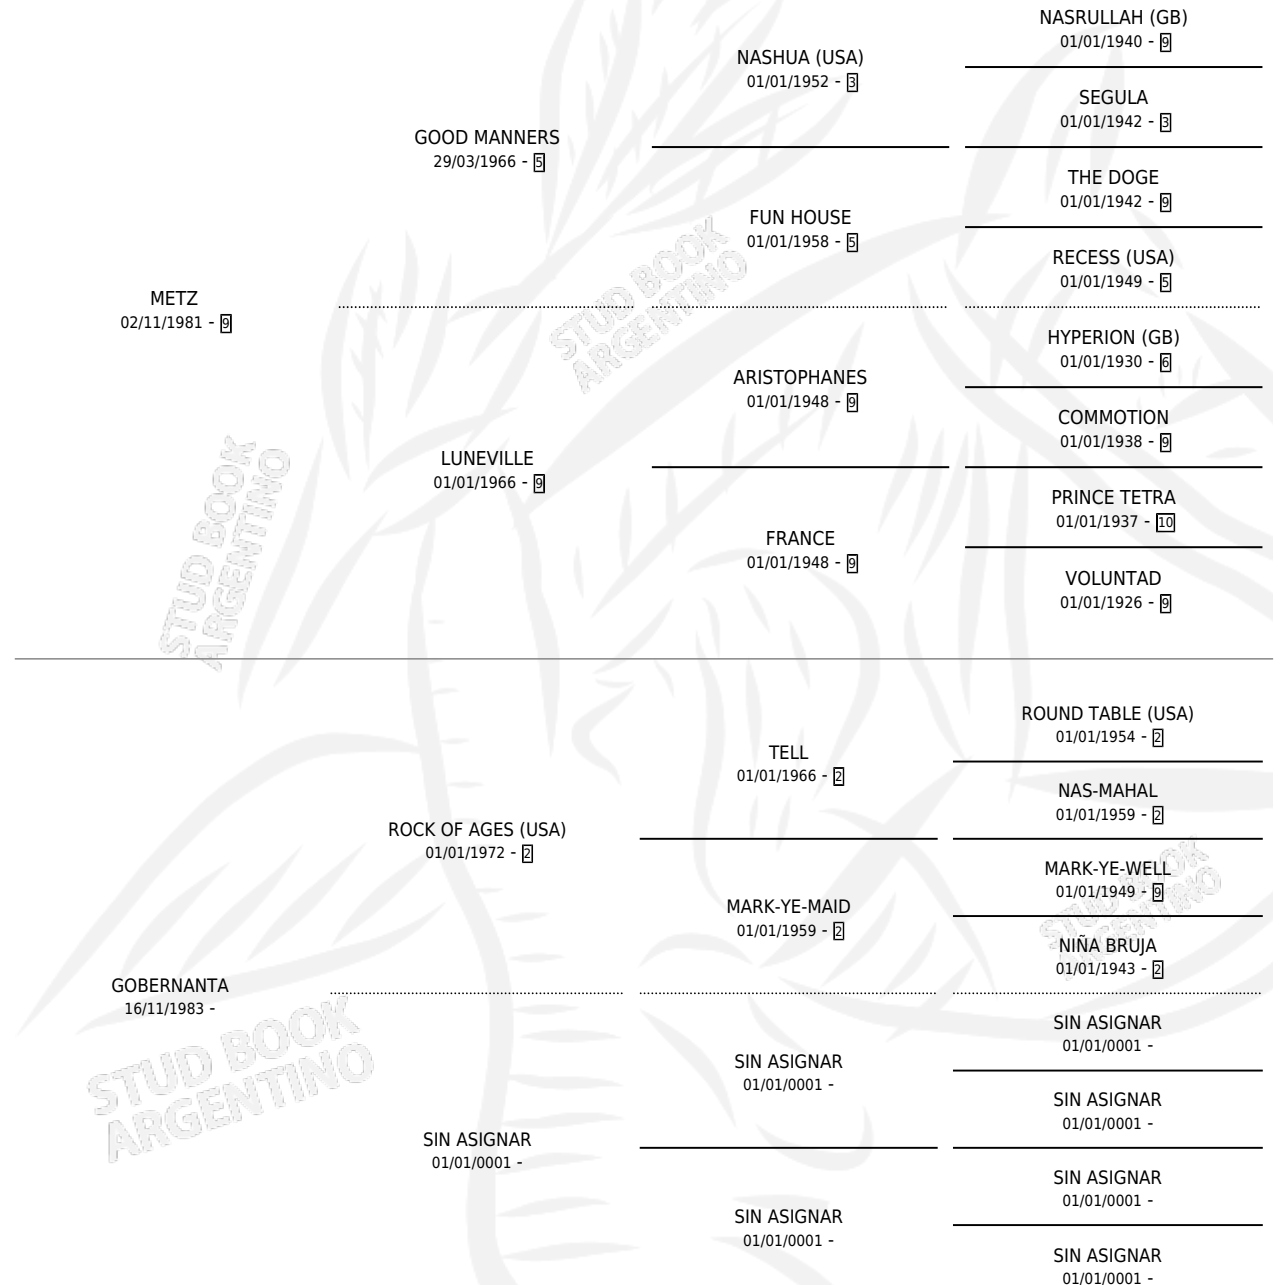 NASRULLAH (GB)
01/01/1940 - 9
NASHUA (USA)
01/01/1952 - 3
SEGULA
01/01/1942 - 3
GOOD MANNERS
29/03/1966 - 5
THE DOGE
01/01/1942 - 9
FUN HOUSE
01/01/1958 - 5
RECESS (USA)
01/01/1949 - 5
METZ
02/11/1981 - 9
HYPERION (GB)
01/01/1930 - 6
ARISTOPHANES
01/01/1948 - 9
COMMOTION
01/01/1938 - 9
LUNEVILLE
01/01/1966 - 9
PRINCE TETRA
01/01/1937 - 10
FRANCE
01/01/1948 - 9
VOLUNTAD
01/01/1926 - 9
ROUND TABLE (USA)
01/01/1954 - 2
TELL
01/01/1966 - 2
NAS-MAHAL
01/01/1959 - 2
ROCK OF AGES (USA)
01/01/1972 - 2
MARK-YE-WELL
01/01/1949 - 9
MARK-YE-MAID
01/01/1959 - 2
NIÑA BRUJA
01/01/1943 - 2
GOBERNANTA
16/11/1983 -
SIN ASIGNAR
01/01/0001 -
SIN ASIGNAR
01/01/0001 -
SIN ASIGNAR
01/01/0001 -
SIN ASIGNAR
01/01/0001 -
SIN ASIGNAR
01/01/0001 -
SIN ASIGNAR
01/01/0001 -
SIN ASIGNAR
01/01/0001 -
STUD BOOK
ARGENTINO
STUD BOOK
ARGENTINO
STUD BOOK
ARGENTINO
STUD BOOK
ARGENTINO